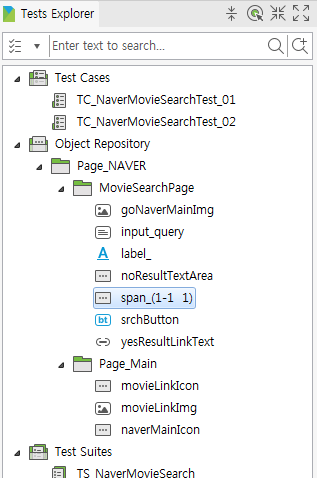 Tests Explorer
Enter text to search...
Test Cases
TC_NaverMovieSearchTest_01
TC_NaverMovieSearchTest_02
Object Repository
Page_NAVER
MovieSearchPage
goNaverMainImg
input_query
A label_
noResultTextArea
span_(1-1  1)
bt srchButton
yesResultLinkText
Page_Main
movieLinkIcon
movieLinkImg
naverMainIcon
Test Suites
TS_NaverMovieSearch